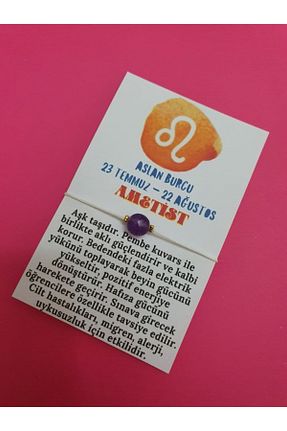 ASLAN BURCU
23 TEMMUZ - 22 AĞUSTOS
AMETİST
Aşk taşıdır. Pembe kuvars ile
birlikte aklı güçlendirir ve kalbi
korur. Bedendeki fazla elektrik
yükünü toplayarak beyin gücünü
yükseltir, pozitif enerjiye
dönüştürür. Hafıza gücünü
harekete geçirir. Sınava girecek
öğrencilere özellikle tavsiye edilir.
Cilt hastalıkları, migren, alerji,
uykusuzluk için etkilidir.